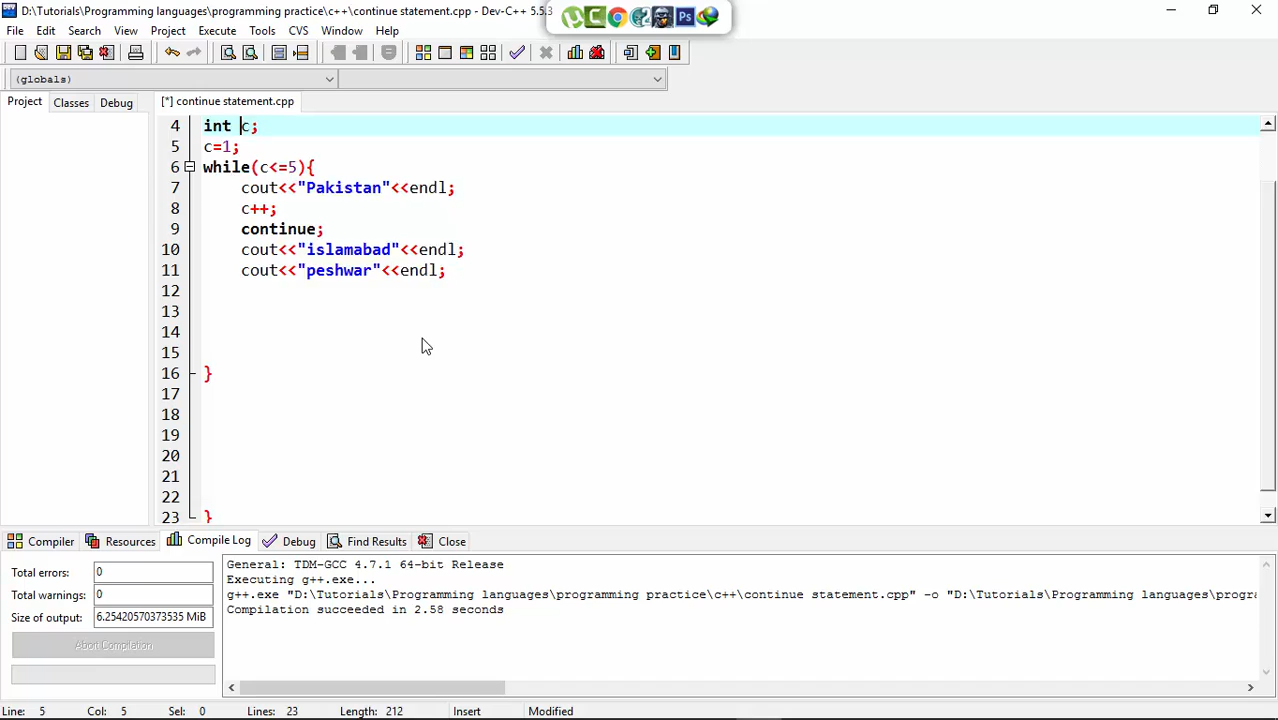 D:\Tutorials\Programming languages\programming practice\c++\continue statement.cpp - Dev-C++ 5.5.3
Ps
File Edit Search View Project Execute Tools CVS Window Help
(globals)
Project Classes Debug [*] continue statement.cpp
4 int c;
5 c=1;
6 while(c<=5){
7 cout<<"Pakistan"<<endl;
8 c++;
9 continue;
10 cout<<"islamabad"<<endl;
11 cout<<"peshwar"<<endl;
12
13
14
15
16 }
17
18
19
20
21
22
23 }
Compiler Resources Compile Log Debug Find Results Close
Total errors: 0
Total warnings: 0
Size of output: 6.25420570373535 MiB
Abort Compilation
General: TDM-GCC 4.7.1 64-bit Release
Executing g++.exe...
g++.exe "D:\Tutorials\Programming languages\programming practice\c++\continue statement.cpp" -o "D:\Tutorials\Programming languages\progra
Compilation succeeded in 2.58 seconds
Line: 5 Col: 5 Sel: 0 Lines: 23 Length: 212 Insert Modified